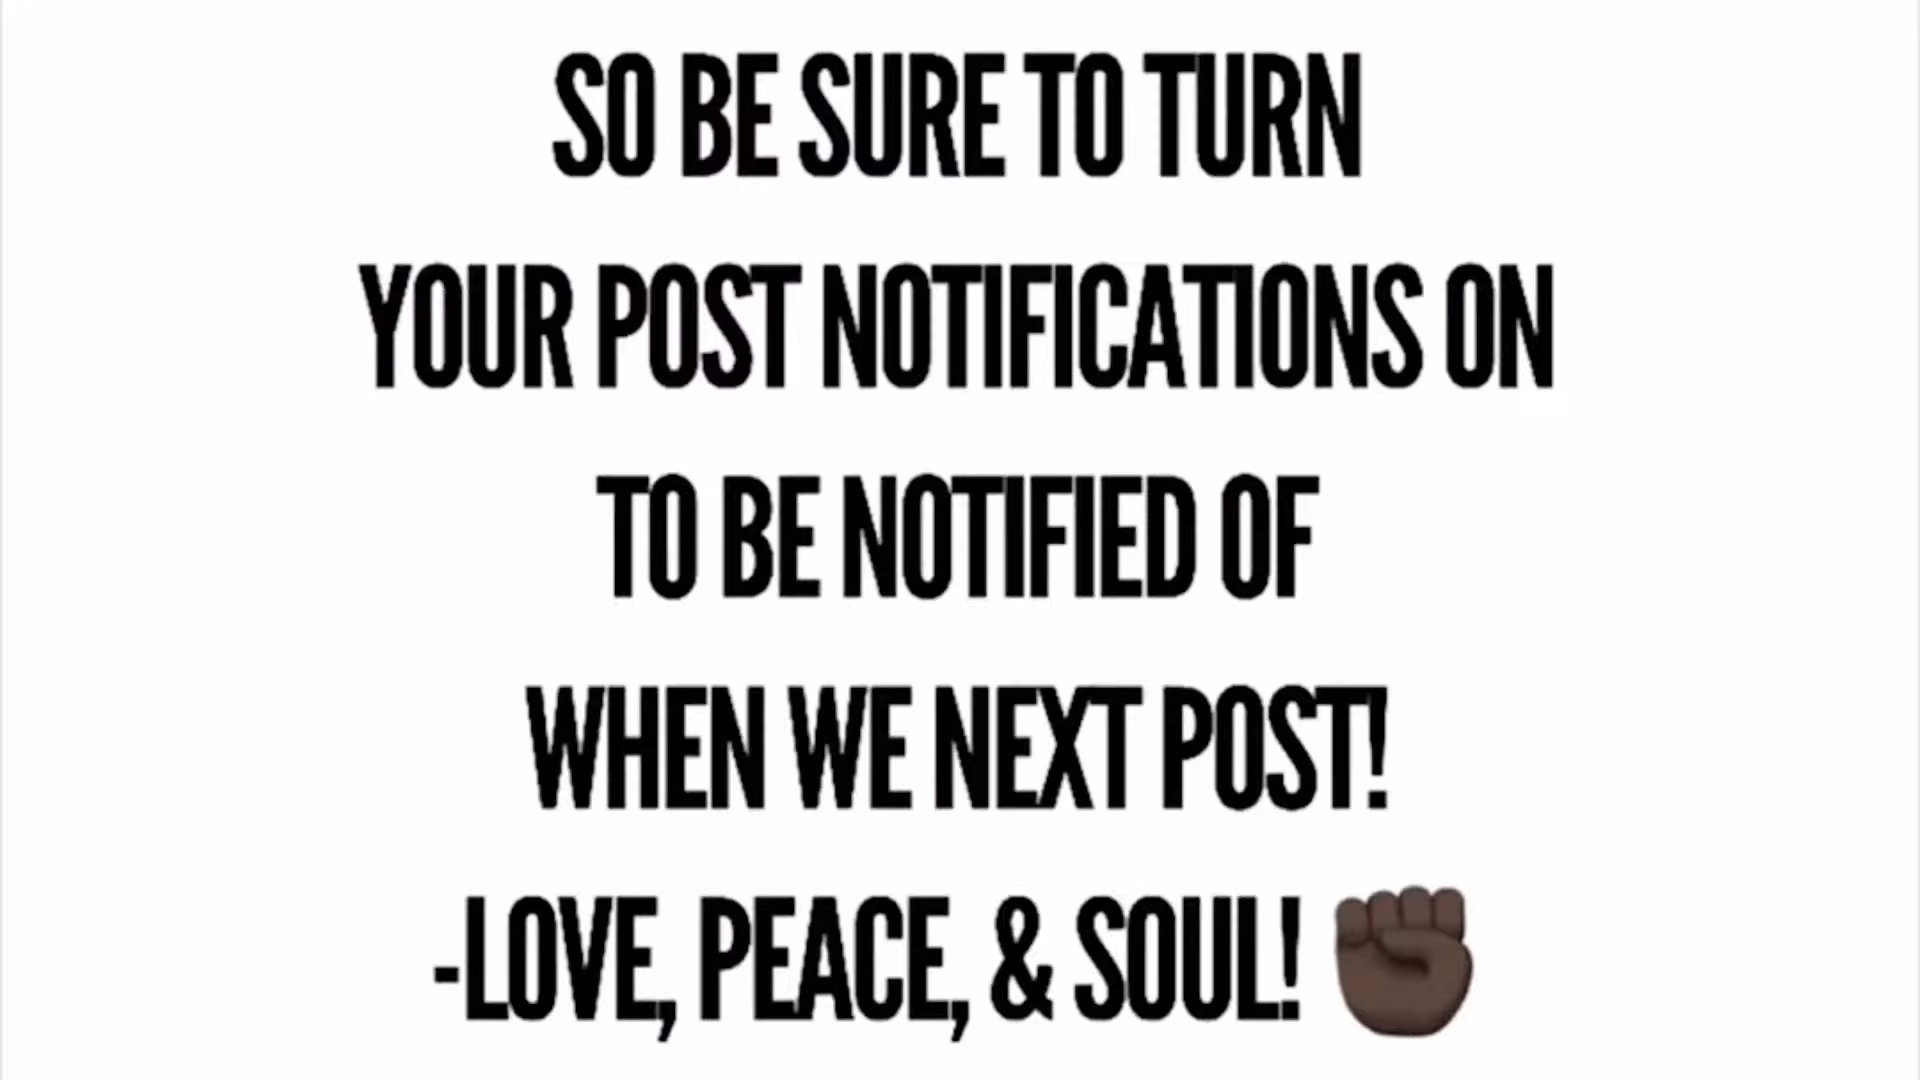 SO BE SURE TO TURN
YOUR POST NOTIFICATIONS ON
TO BE NOTIFIED OF
WHEN WE NEXT POST!
-LOVE, PEACE, & SOUL! ✊🏿